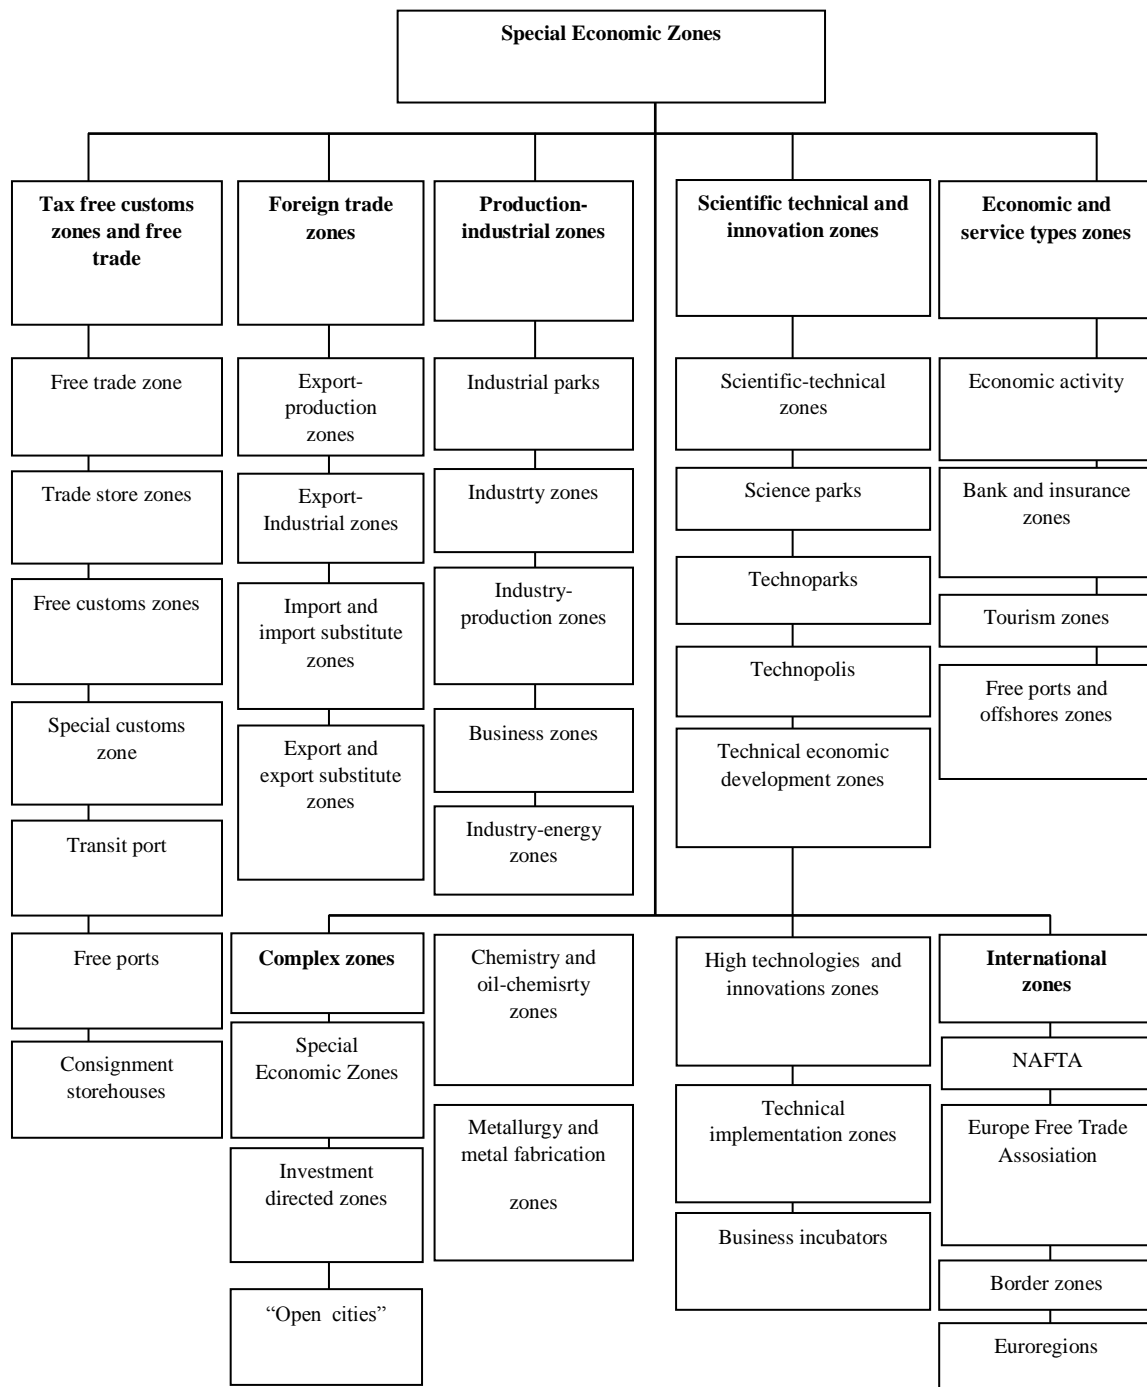 Special Economic Zones
Tax free customs
zones and free
trade
Foreign trade
zones
Production-
industrial zones
Scientific technical and
innovation zones
Economic and
service types zones
Free trade zone
Trade store zones
Free customs zones
Special customs
zone
Transit port
Free ports
Consignment
storehouses
Export-
production
zones
Export-
Industrial zones
Import and
import substitute
zones
Export and
export substitute
zones
Industrial parks
Industrty zones
Industry-
production zones
Business zones
Industry-energy
zones
Scientific-technical
zones
Science parks
Technoparks
Technopolis
Technical economic
development zones
Economic activity
Bank and insurance
zones
Tourism zones
Free ports and
offshores zones
Complex zones
Special
Economic Zones
Investment
directed zones
“Open cities”
Chemistry and
oil-chemisrty
zones
Metallurgy and
metal fabrication
zones
High technologies and
innovations zones
Technical
implementation zones
Business incubators
International
zones
NAFTA
Europe Free Trade
Assosiation
Border zones
Euroregions